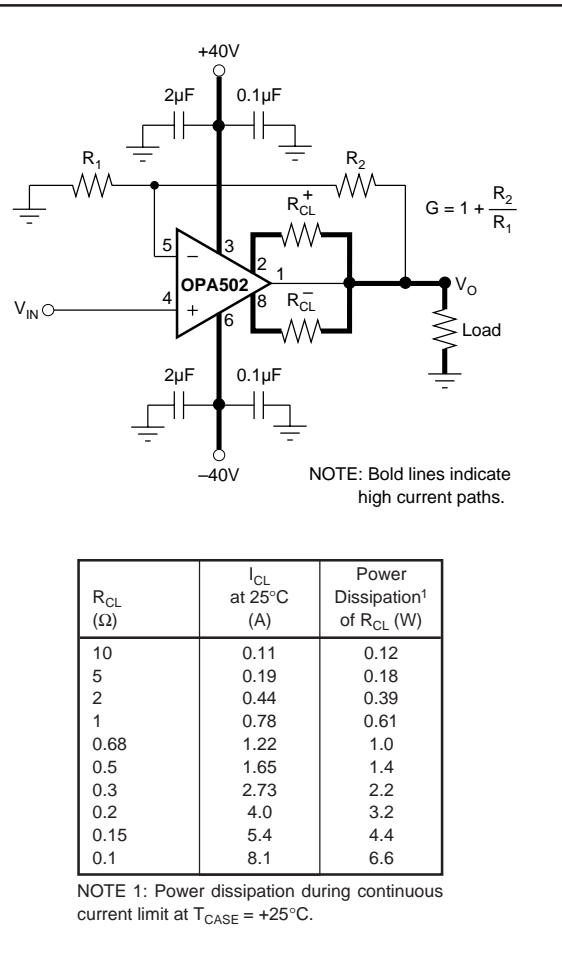 +40V
2µF 0.1µF
R1 R2
RCL+
G = 1 + R2
R1
5 3
− 2 1
OPA502
VO
4 8
VIN + RCL−
6
Load
2µF 0.1µF
–40V
NOTE: Bold lines indicate
high current paths.
RCL
(Ω)
ICL
at 25°C
(A)
Power
Dissipation1
of RCL (W)
10 0.11 0.12
5 0.19 0.18
2 0.44 0.39
1 0.78 0.61
0.68 1.22 1.0
0.5 1.65 1.4
0.3 2.73 2.2
0.2 4.0 3.2
0.15 5.4 4.4
0.1 8.1 6.6
NOTE 1: Power dissipation during continuous
current limit at TCASE = +25°C.